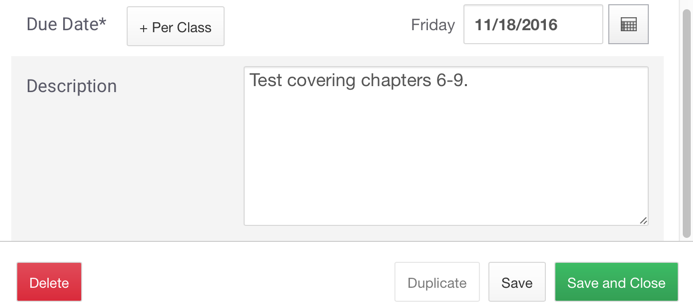 Due Date* + Per Class Friday 11/18/2016
Description Test covering chapters 6-9.
Delete Duplicate Save Save and Close